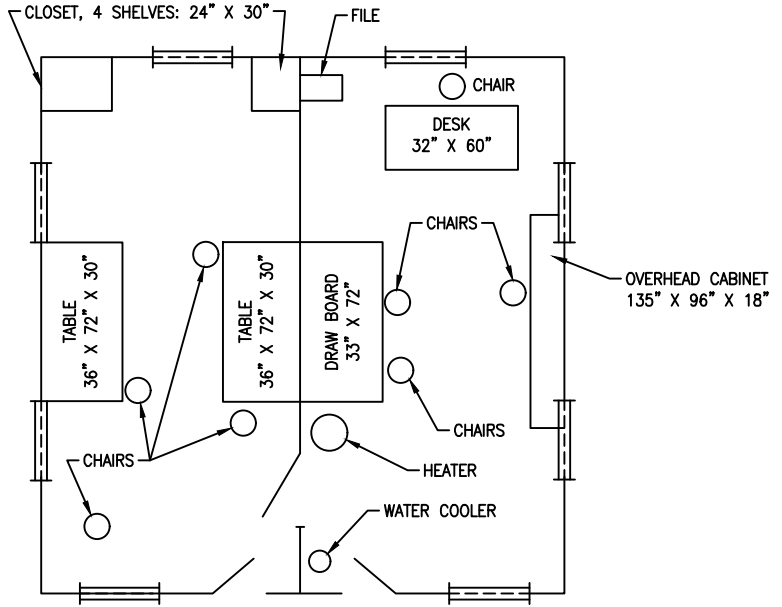 CLOSET, 4 SHELVES: 24" X 30"
FILE
CHAIR
DESK
32" X 60"
CHAIRS
OVERHEAD CABINET
135" X 96" X 18"
TABLE
36" X 72" X 30"
TABLE
36" X 72" X 30"
DRAW BOARD
33" X 72"
CHAIRS
CHAIRS
HEATER
WATER COOLER